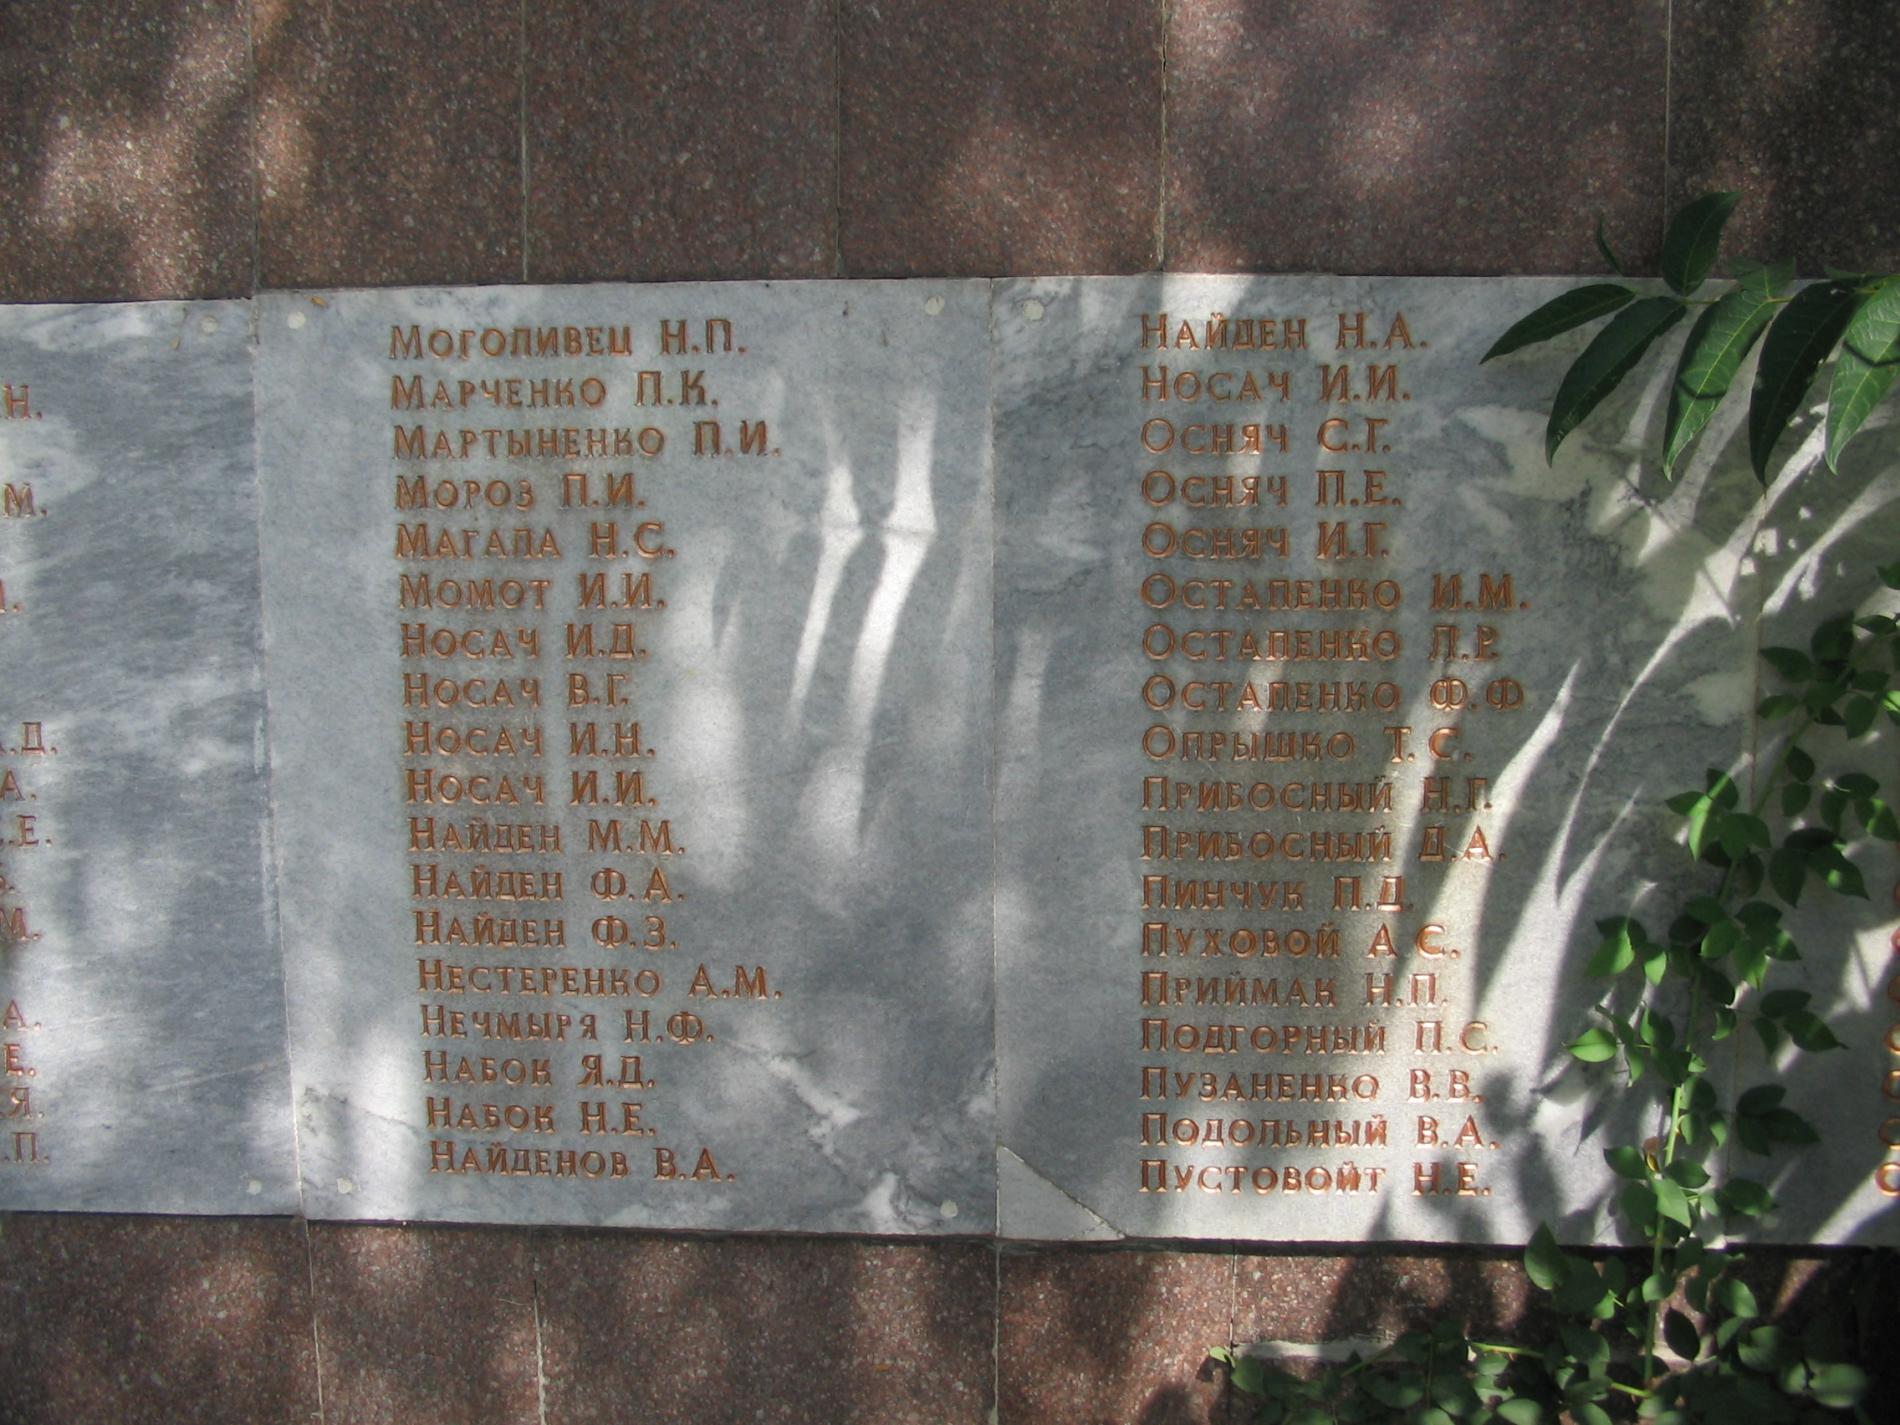 Н.
М.
.Д.
А.
.Е.
М.
А.
Е.
Я.
.П.
МОГОЛИВЕЦ Н.П.
МАРЧЕНКО П.К.
МАРТЫНЕНКО П.И.
МОРОЗ П.И.
МАГАЛА Н.С.
МОМОТ И.И.
НОСАЧ И.Д.
НОСАЧ В.Г.
НОСАЧ И.Н.
НОСАЧ И.И.
НАЙДЕН М.М.
НАЙДЕН Ф.А.
НАЙДЕН Ф.З.
НЕСТЕРЕНКО А.М.
НЕЧМЫРЯ Н.Ф.
НАБОК Я.Д.
НАБОК Н.Е.
НАЙДЕНОВ В.А.
НАЙДЕН Н.А.
НОСАЧ И.И.
ОСНЯЧ С.Г.
ОСНЯЧ П.Е.
ОСНЯЧ И.Г.
ОСТАПЕНКО И.М.
ОСТАПЕНКО Л.Р.
ОСТАПЕНКО Ф.Ф
ОПРЫШКО Т.С.
ПРИБОСНЫЙ Н.Г.
ПРИБОСНЫЙ Д.А.
ПИНЧУК П.Д.
ПУХОВОЙ А.С.
ПРИЙМАК Н.П.
ПОДГОРНЫЙ П.С.
ПУЗАНЕНКО В.В.
ПОДОЛЬНЫЙ В.А.
ПУСТОВОЙТ Н.Е.